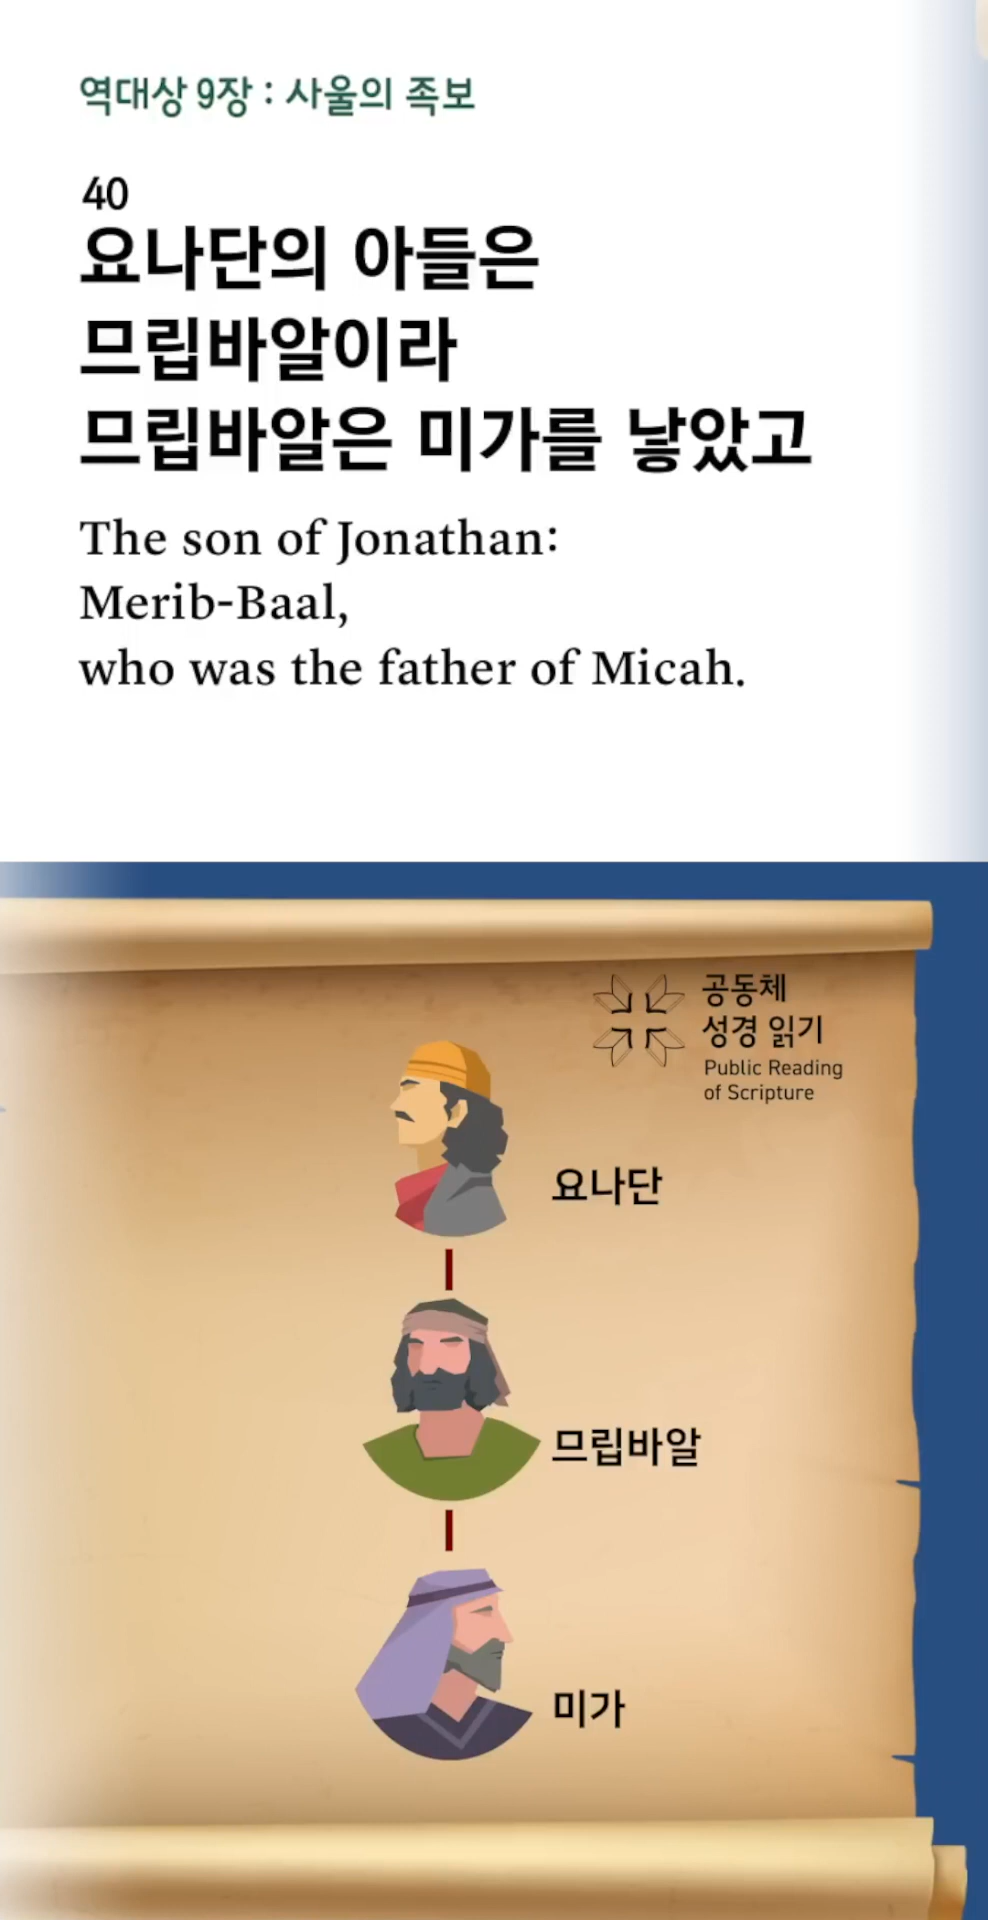 역대상 9장 : 사울의 족보
40
요나단의 아들은
므립바알이라
므립바알은 미가를 낳았고
The son of Jonathan:
Merib-Baal,
who was the father of Micah.
공동체
성경 읽기
Public Reading
of Scripture
요나단
므립바알
미가